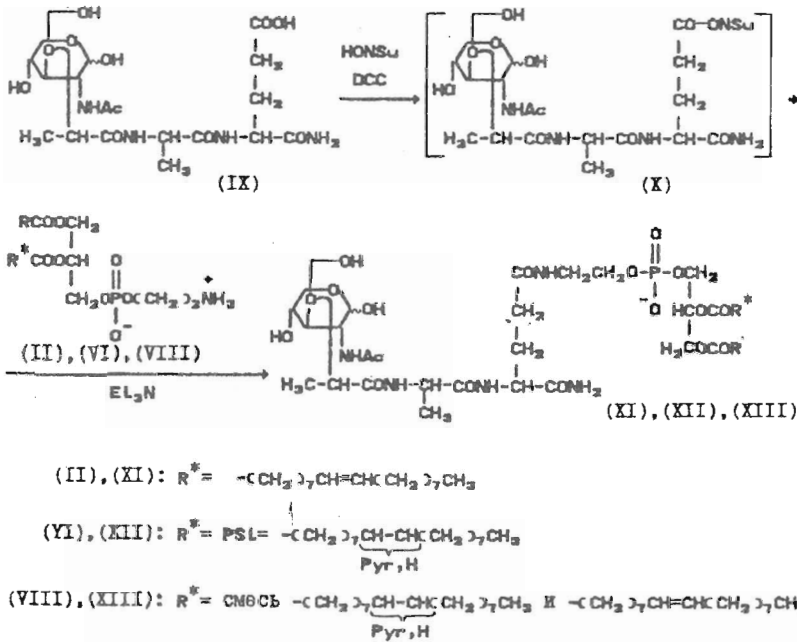 OH
COOH
OH
CO-ONSu
O
O
OH
CH₂
HONSu
O
O
OH
CH₂
HO
NHAc
CH₂
DCC
HO
NHAc
CH₂
H₃C-CH-CONH-CH-CONH-CH-CONH₂
H₃C-CH-CONH-CH-CONH-CH-CONH₂
CH₃
CH₃
(IX)
(X)
RCOOCH₂
R*COOCH
O
CH₂OPO(CH₂)₂NH₃
+
O⁻
(II),(VI),(VIII)
Et₃N
OH
CONHCH₂CH₂O-P-OCH₂
O
O
O
OH
CH₂
O⁻
HCOCOR*
HO
NHAc
CH₂
H₂COCOR
H₃C-CH-CONH-CH-CONH-CH-CONH₂
CH₃
(XI),(XII),(XIII)
(II),(XI): R*= -(CH₂)₇CH=CH(CH₂)₇CH₃
(YI),(XII): R*= PSL= -(CH₂)₇CH-CH(CH₂)₇CH₃
Pyr,H
(VIII),(XIII): R*= CMθCb -(CH₂)₇CH-CH(CH₂)₇CH₃ И -(CH₂)₇CH=CH(CH₂)₇CH
Pyr,H